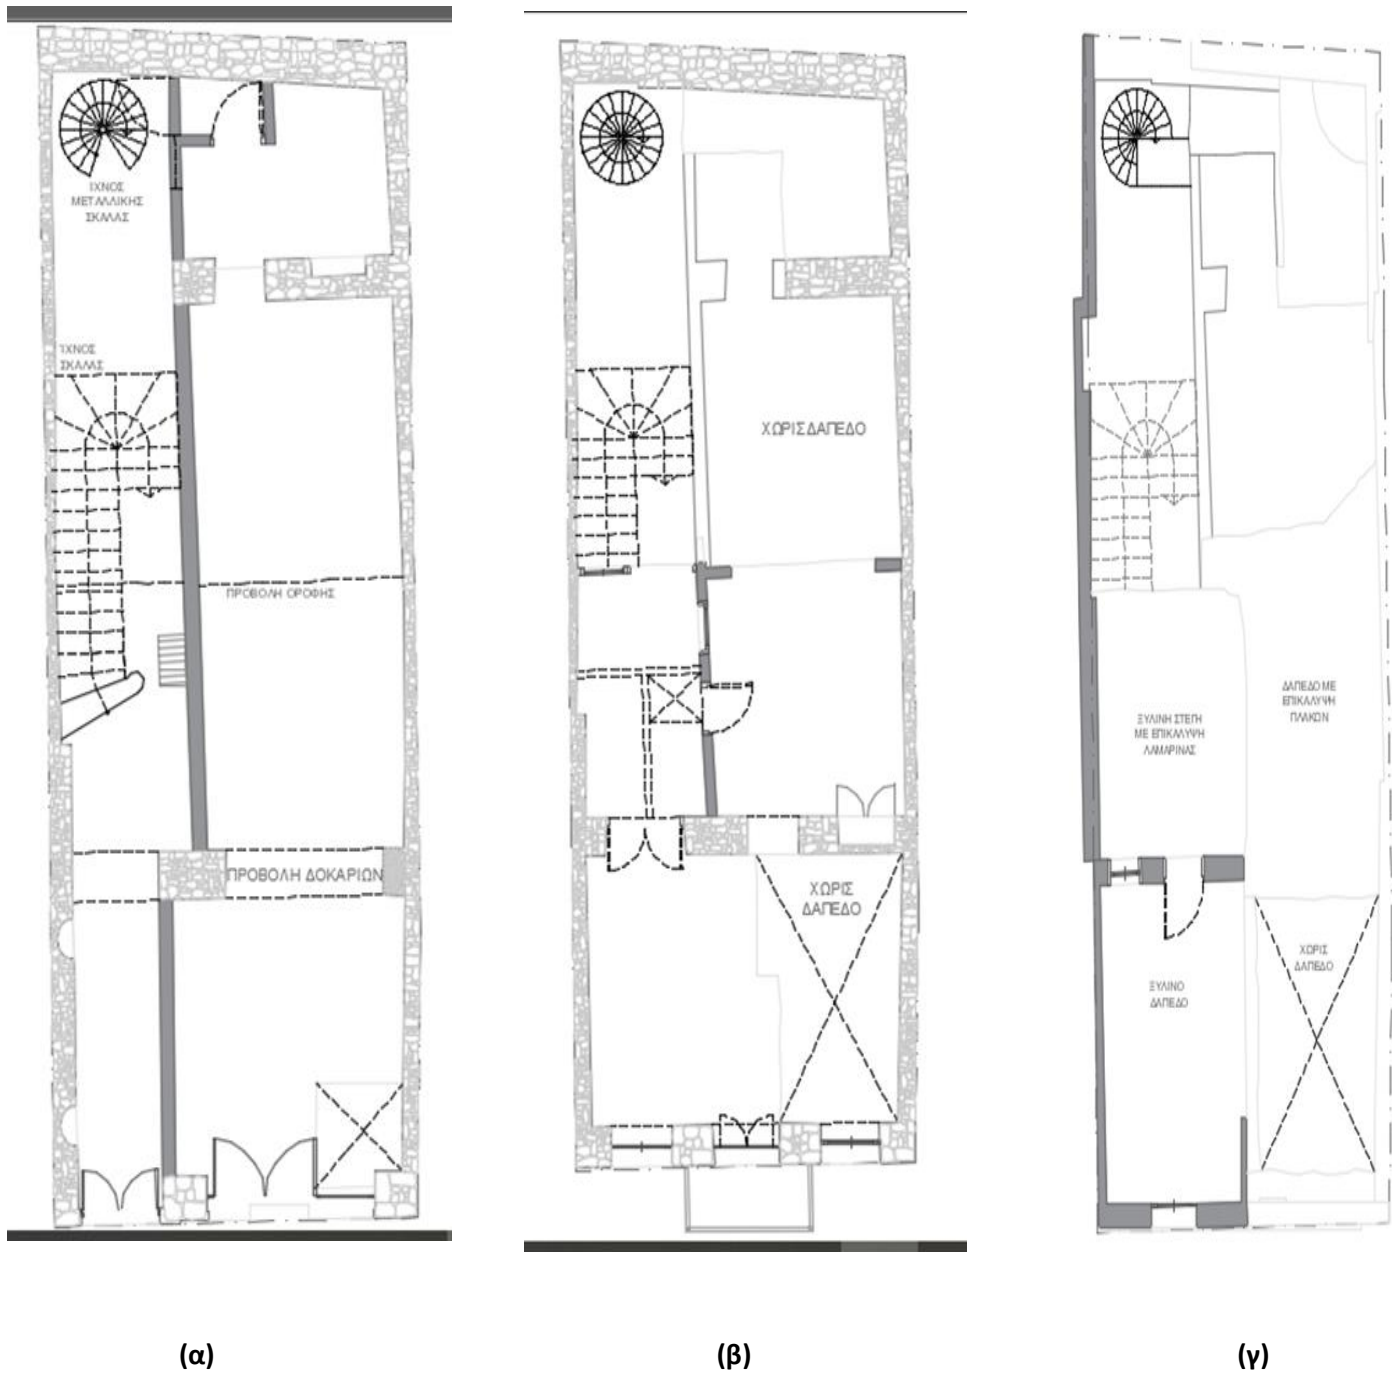 ΙΧΝΟΣ
ΜΕΤΑΛΛΙΚΗΣ
ΣΚΑΛΑΣ
ΊΧΝΟΣ
ΣΚΑΛΑΣ
ΠΡΟΒΟΛΗ ΟΡΟΦΗΣ
ΠΡΟΒΟΛΗ ΔΟΚΑΡΙΩΝ
(α)
ΧΩΡΙΣ ΔΑΠΕΔΟ
ΧΩΡΙΣ
ΔΑΠΕΔΟ
(β)
ΔΑΠΕΔΟ ΜΕ
ΕΠΙΚΑΛΥΨΗ
ΠΛΑΚΩΝ
ΞΥΛΙΝΗ ΣΤΕΓΗ
ΜΕ ΕΠΙΚΑΛΥΨΗ
ΛΑΜΑΡΙΝΑΣ
ΧΩΡΙΣ
ΔΑΠΕΔΟ
ΞΥΛΙΝΟ
ΔΑΠΕΔΟ
(γ)